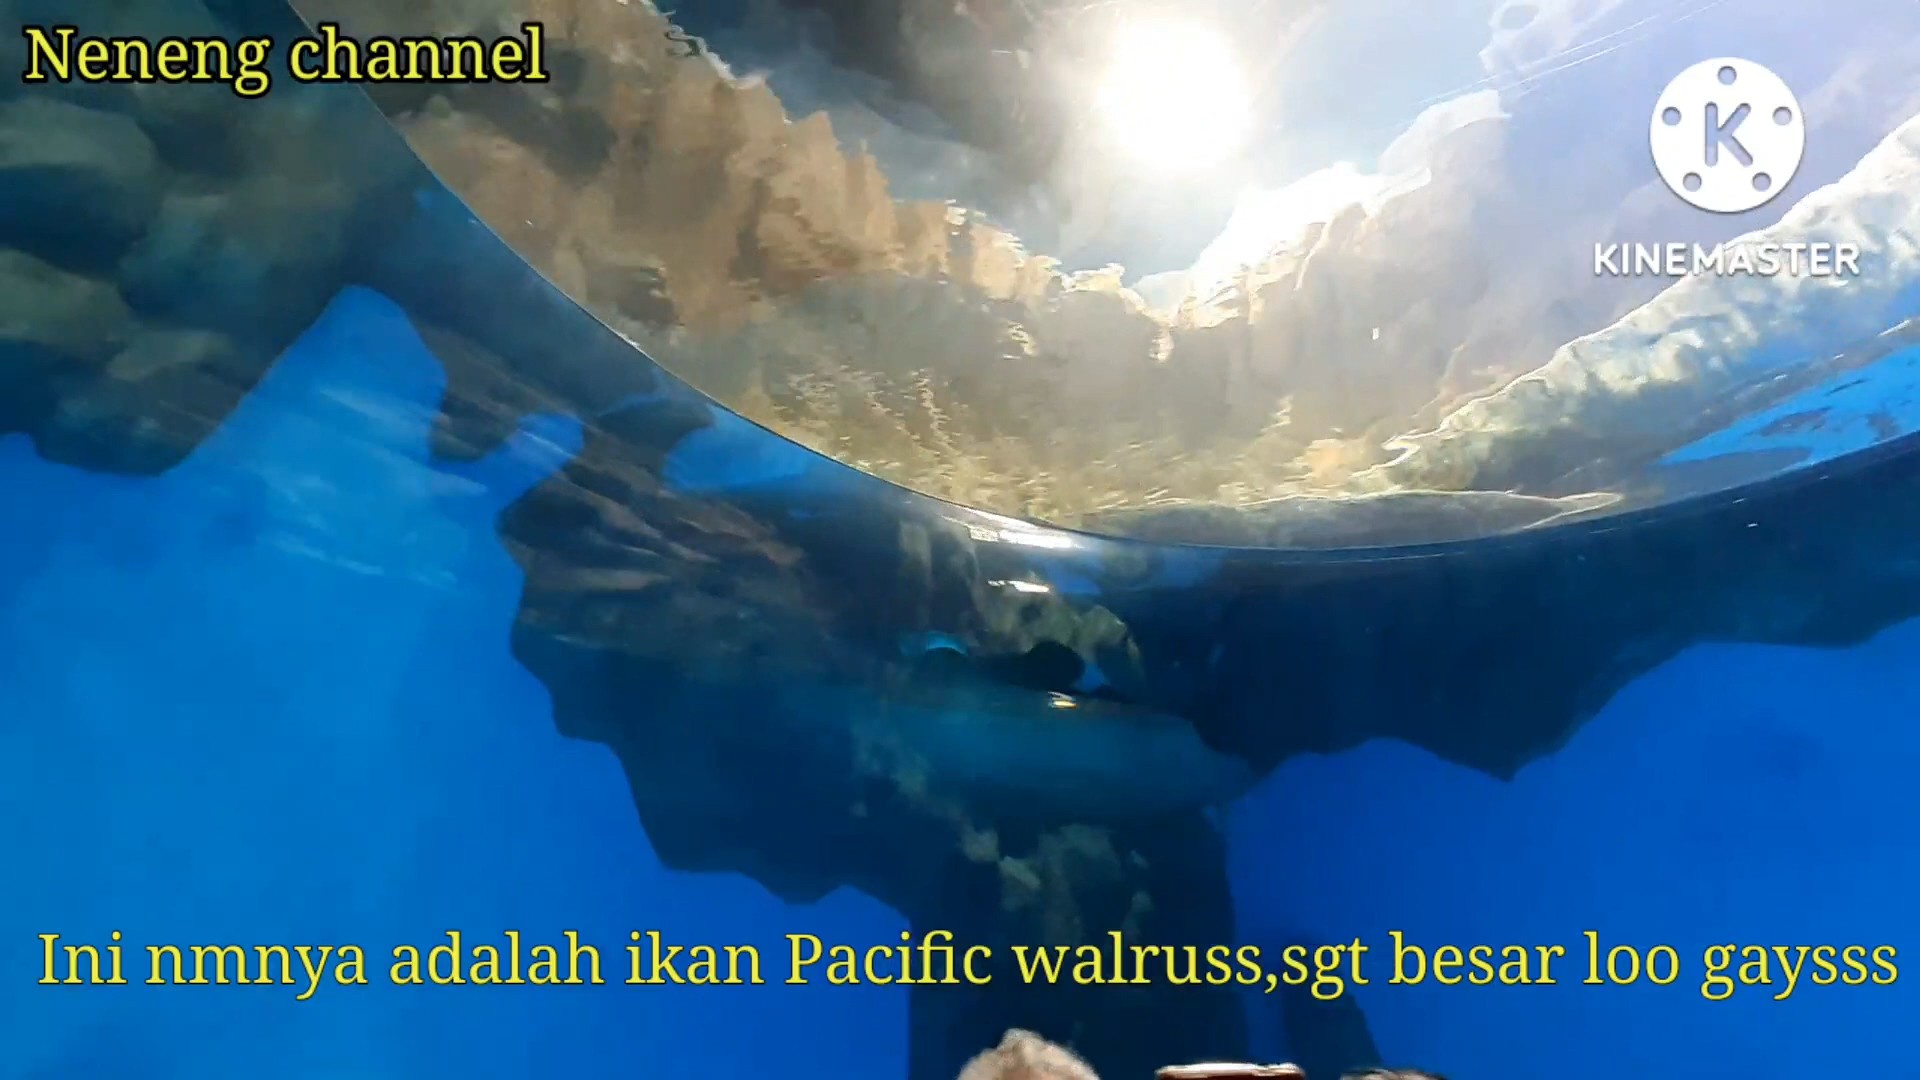 Neneng channel
K
KINEMASTER
Ini nmnya adalah ikan Pacific walruss,sgt besar loo gaysss